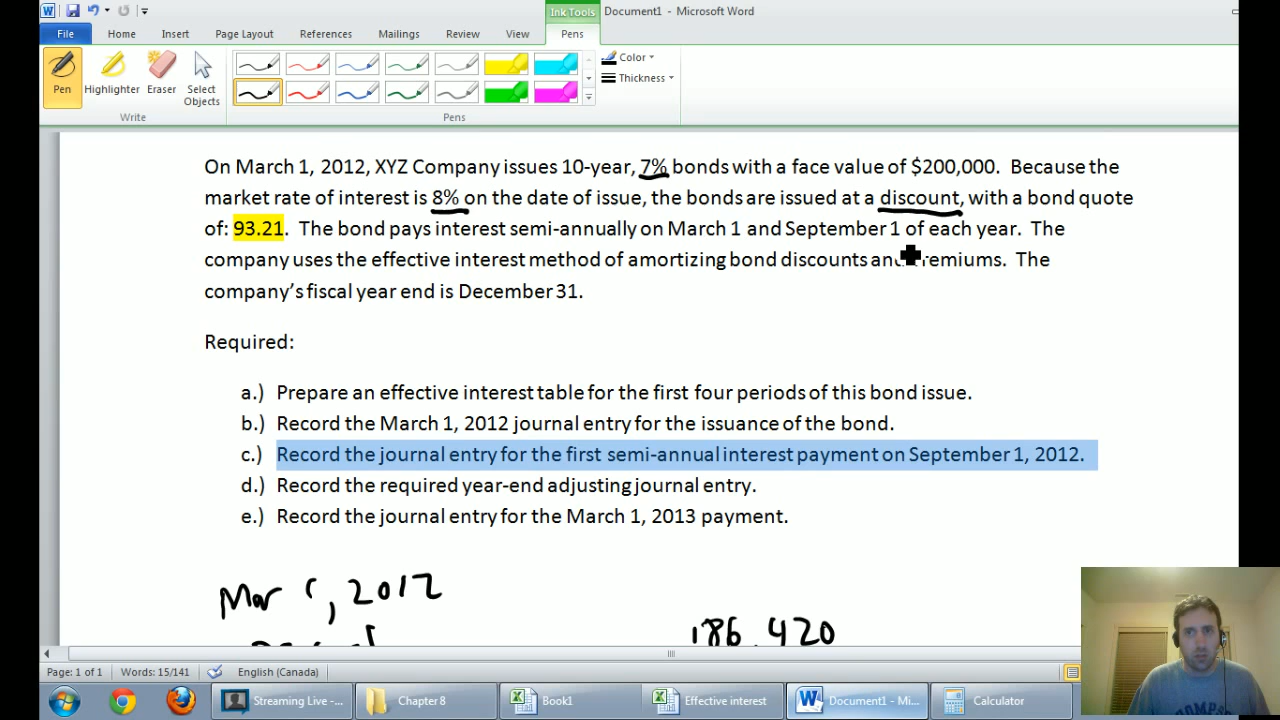 Ink Tools
Document1 - Microsoft Word
File Home Insert Page Layout References Mailings Review View Pens
Pen Highlighter Eraser Select Objects
Color
Thickness
Write Pens
On March 1, 2012, XYZ Company issues 10-year, 7% bonds with a face value of $200,000. Because the
market rate of interest is 8% on the date of issue, the bonds are issued at a discount, with a bond quote
of: 93.21. The bond pays interest semi-annually on March 1 and September 1 of each year. The
company uses the effective interest method of amortizing bond discounts and remiums. The
company's fiscal year end is December 31.
Required:
a.) Prepare an effective interest table for the first four periods of this bond issue.
b.) Record the March 1, 2012 journal entry for the issuance of the bond.
c.) Record the journal entry for the first semi-annual interest payment on September 1, 2012.
d.) Record the required year-end adjusting journal entry.
e.) Record the journal entry for the March 1, 2013 payment.
Mar 1, 2012
186,420
Page: 1 of 1 Words: 15/141 English (Canada)
Streaming Live -... Chapter 8 Book1 Effective interest Document1 - Mi... Calculator